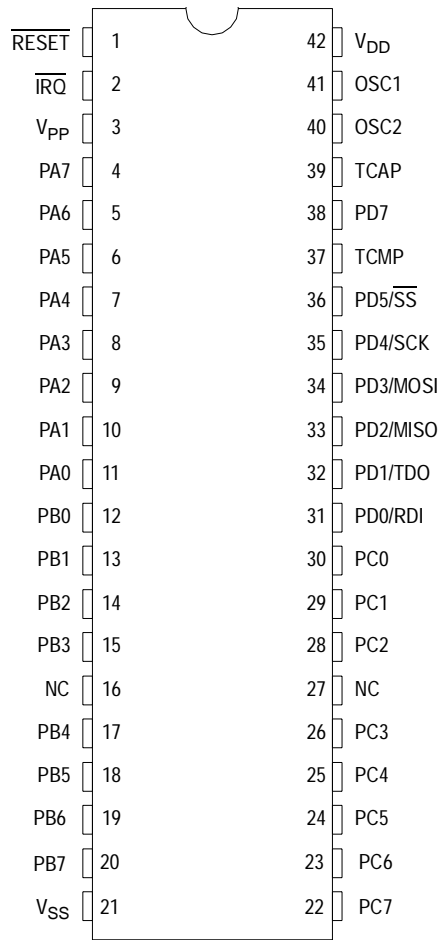 RESET 1 42 VDD
IRQ 2 41 OSC1
VPP 3 40 OSC2
PA7 4 39 TCAP
PA6 5 38 PD7
PA5 6 37 TCMP
PA4 7 36 PD5/SS
PA3 8 35 PD4/SCK
PA2 9 34 PD3/MOSI
PA1 10 33 PD2/MISO
PA0 11 32 PD1/TDO
PB0 12 31 PD0/RDI
PB1 13 30 PC0
PB2 14 29 PC1
PB3 15 28 PC2
NC 16 27 NC
PB4 17 26 PC3
PB5 18 25 PC4
PB6 19 24 PC5
PB7 20 23 PC6
VSS 21 22 PC7